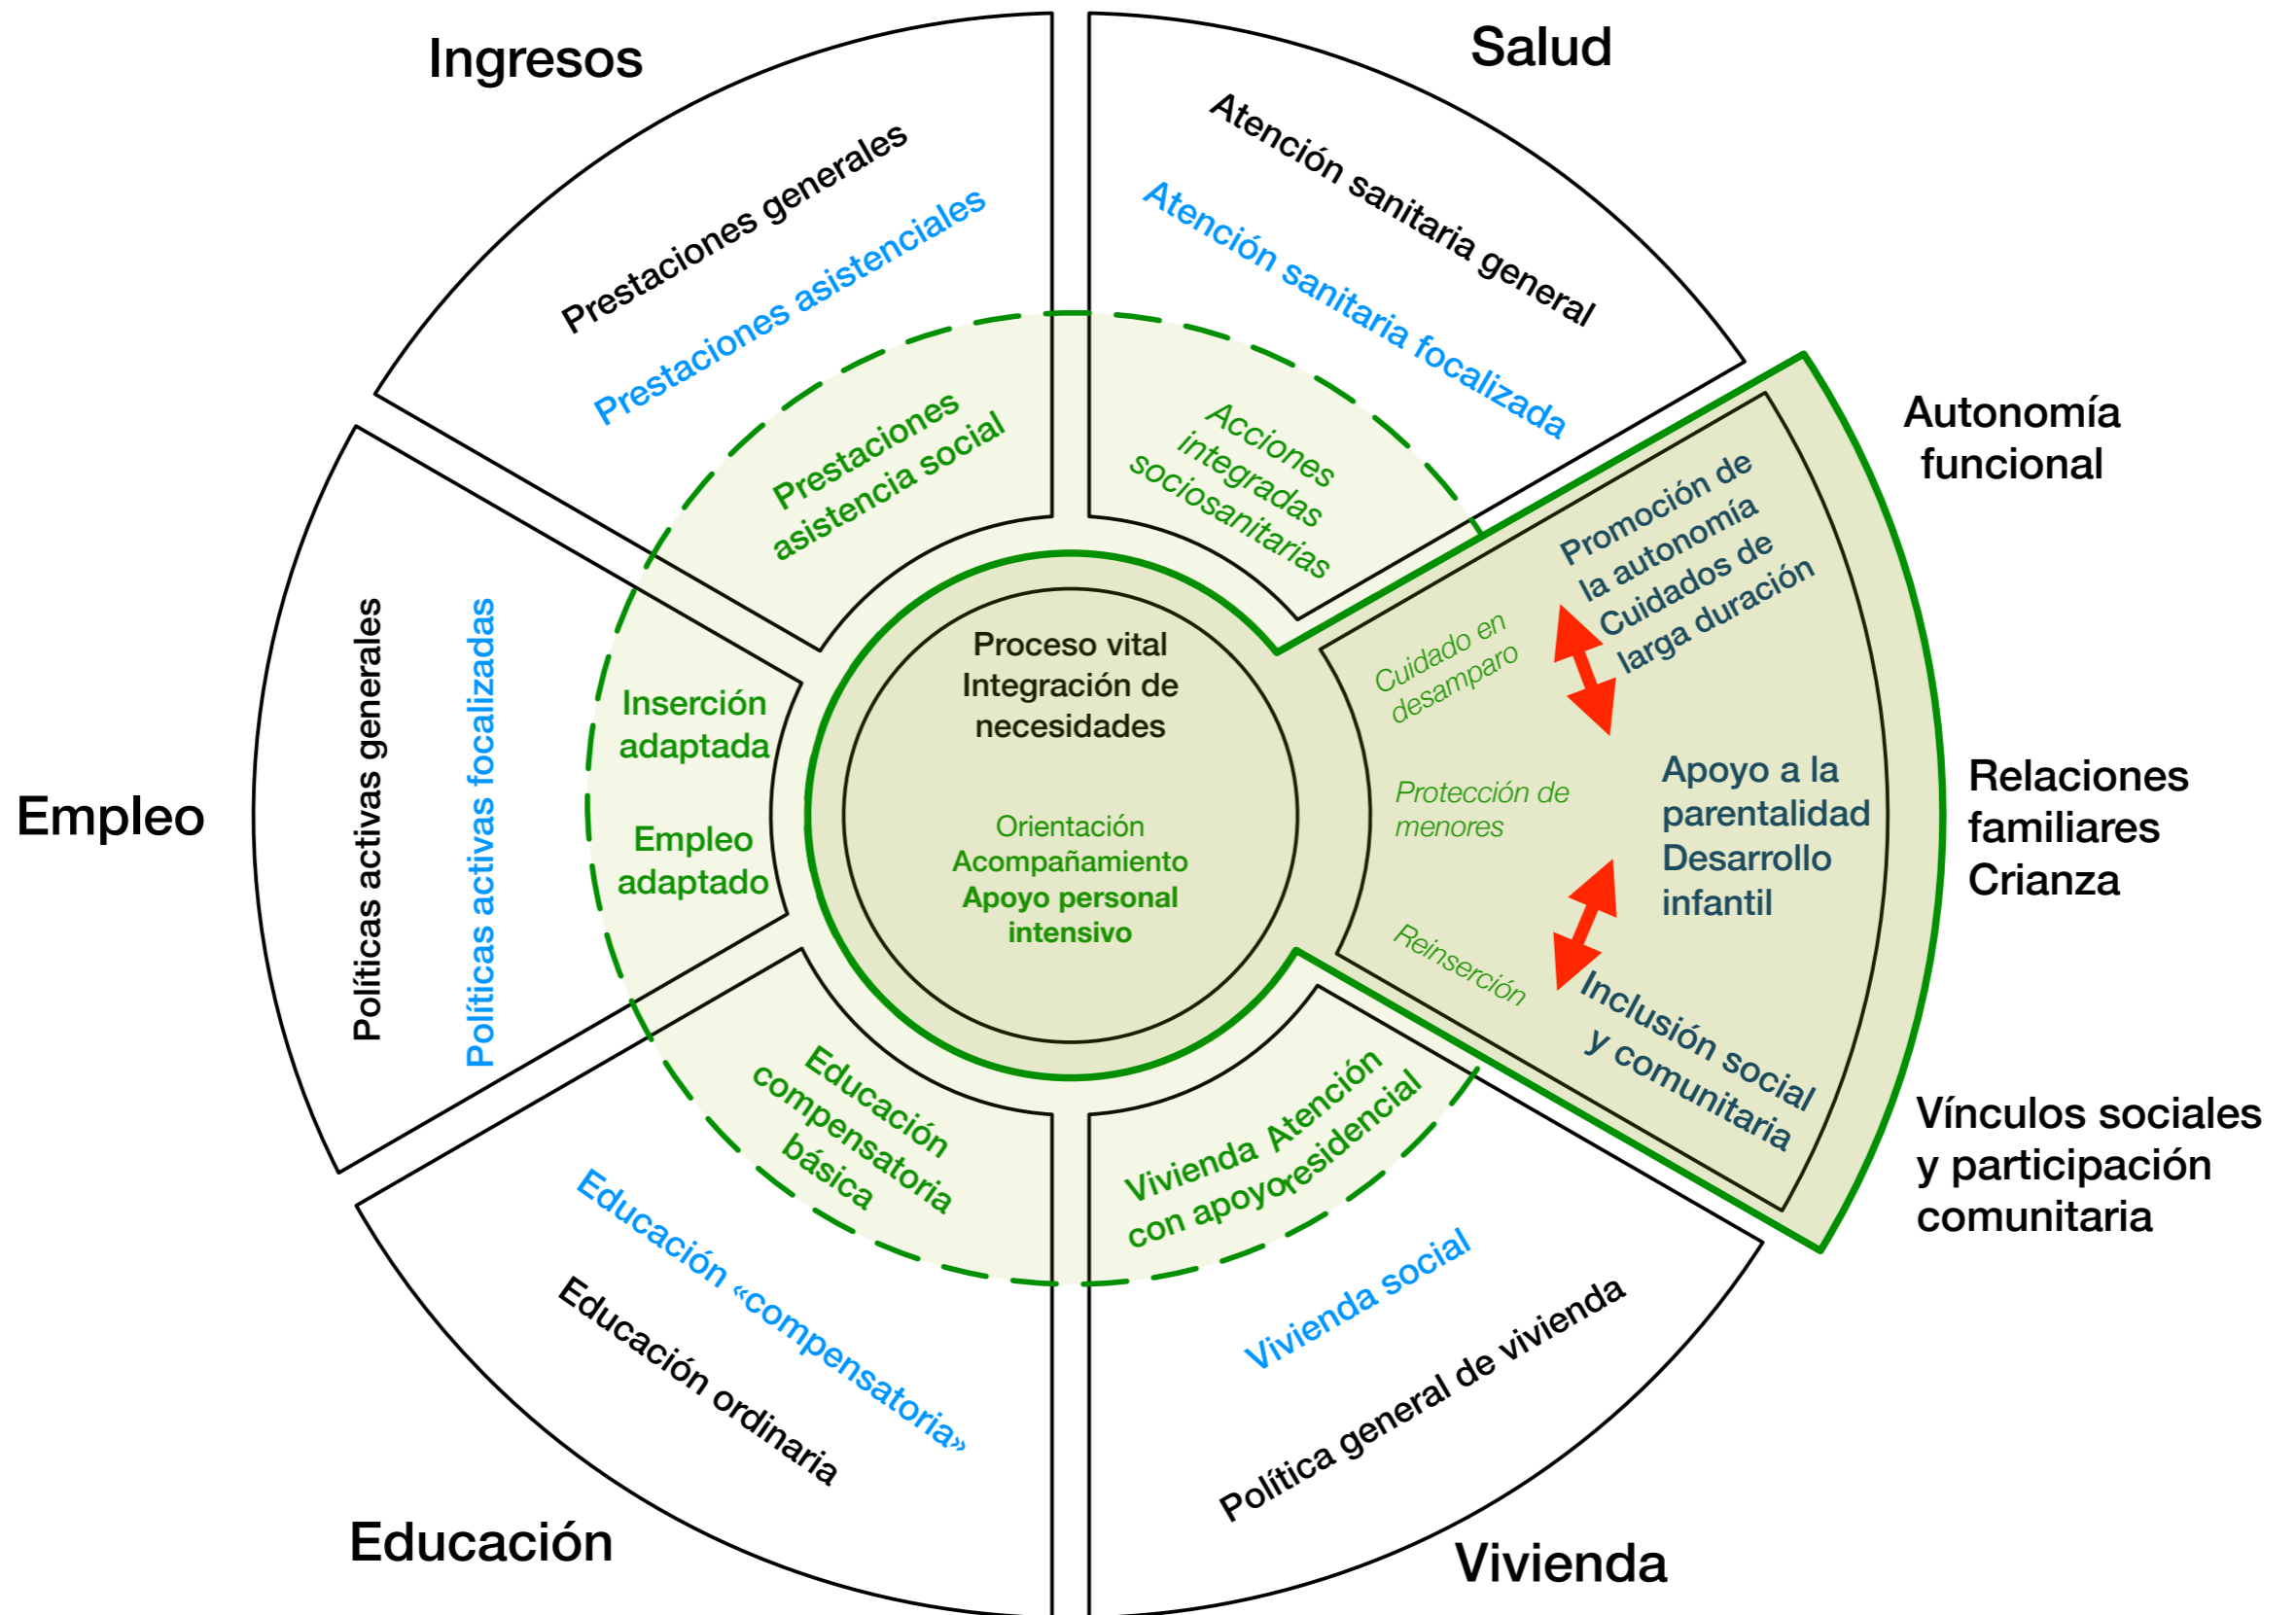 Ingresos
Prestaciones generales
Prestaciones asistenciales
Prestaciones
asistencia social
Salud
Atención sanitaria general
Atención sanitaria focalizada
Acciones
integradas
sociosanitarias
Autonomía
funcional
Promoción de
la autonomía
Cuidados de
larga duración
Cuidado en
desamparo
Relaciones
familiares
Crianza
Apoyo a la
parentalidad
Desarrollo
infantil
Protección de
menores
Vínculos sociales
y participación
comunitaria
Inclusión social
y comunitaria
Reinserción
Proceso vital
Integración de
necesidades
Orientación
Acompañamiento
Apoyo personal
intensivo
Empleo
Políticas activas generales
Políticas activas focalizadas
Inserción
adaptada
Empleo
adaptado
Educación
compensatoria
básica
Educación «compensatoria»
Educación ordinaria
Educación
Vivienda
con apoyo
Atención
residencial
Vivienda social
Política general de vivienda
Vivienda